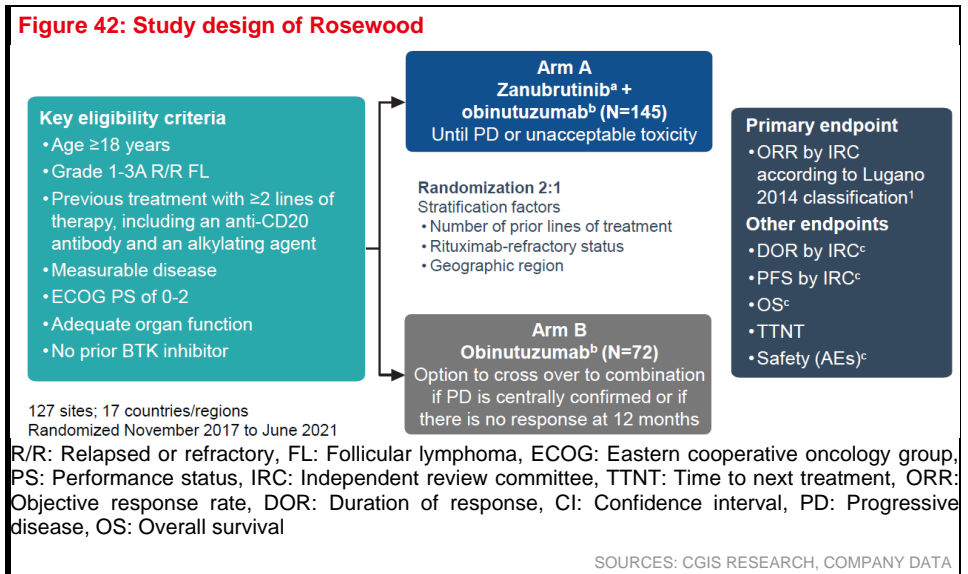 Figure 42: Study design of Rosewood
Key eligibility criteria
• Age ≥18 years
• Grade 1-3A R/R FL
• Previous treatment with ≥2 lines of
therapy, including an anti-CD20
antibody and an alkylating agent
• Measurable disease
• ECOG PS of 0-2
• Adequate organ function
• No prior BTK inhibitor
127 sites; 17 countries/regions
Randomized November 2017 to June 2021
Arm A
Zanubrutinibᵃ +
obinutuzumabᵇ (N=145)
Until PD or unacceptable toxicity
Randomization 2:1
Stratification factors
• Number of prior lines of treatment
• Rituximab-refractory status
• Geographic region
Arm B
Obinutuzumabᵇ (N=72)
Option to cross over to combination
if PD is centrally confirmed or if
there is no response at 12 months
Primary endpoint
• ORR by IRC
according to Lugano
2014 classification¹
Other endpoints
• DOR by IRCᶜ
• PFS by IRCᶜ
• OSᶜ
• TTNT
• Safety (AEs)ᶜ
R/R: Relapsed or refractory, FL: Follicular lymphoma, ECOG: Eastern cooperative oncology group,
PS: Performance status, IRC: Independent review committee, TTNT: Time to next treatment, ORR:
Objective response rate, DOR: Duration of response, CI: Confidence interval, PD: Progressive
disease, OS: Overall survival
SOURCES: CGIS RESEARCH, COMPANY DATA